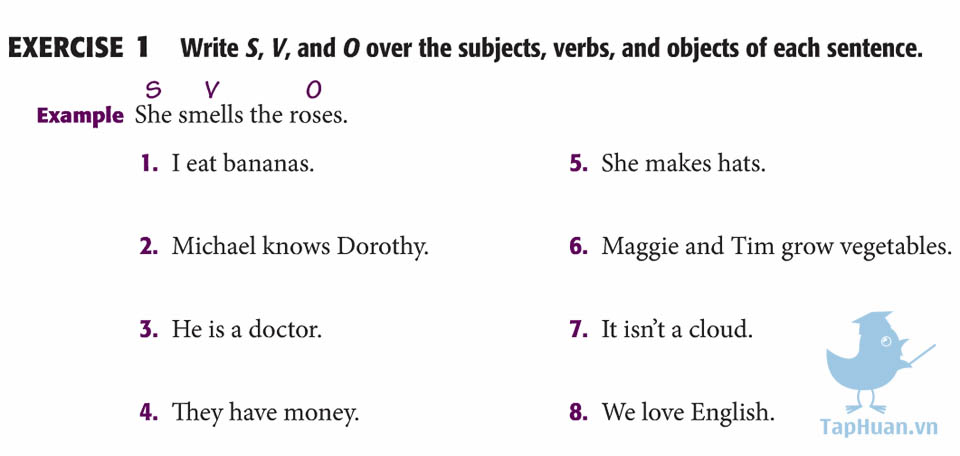 EXERCISE 1 Write S, V, and O over the subjects, verbs, and objects of each sentence.
S V O
Example She smells the roses.
1. I eat bananas.
2. Michael knows Dorothy.
3. He is a doctor.
4. They have money.
5. She makes hats.
6. Maggie and Tim grow vegetables.
7. It isn't a cloud.
8. We love English.
TapHuan.vn